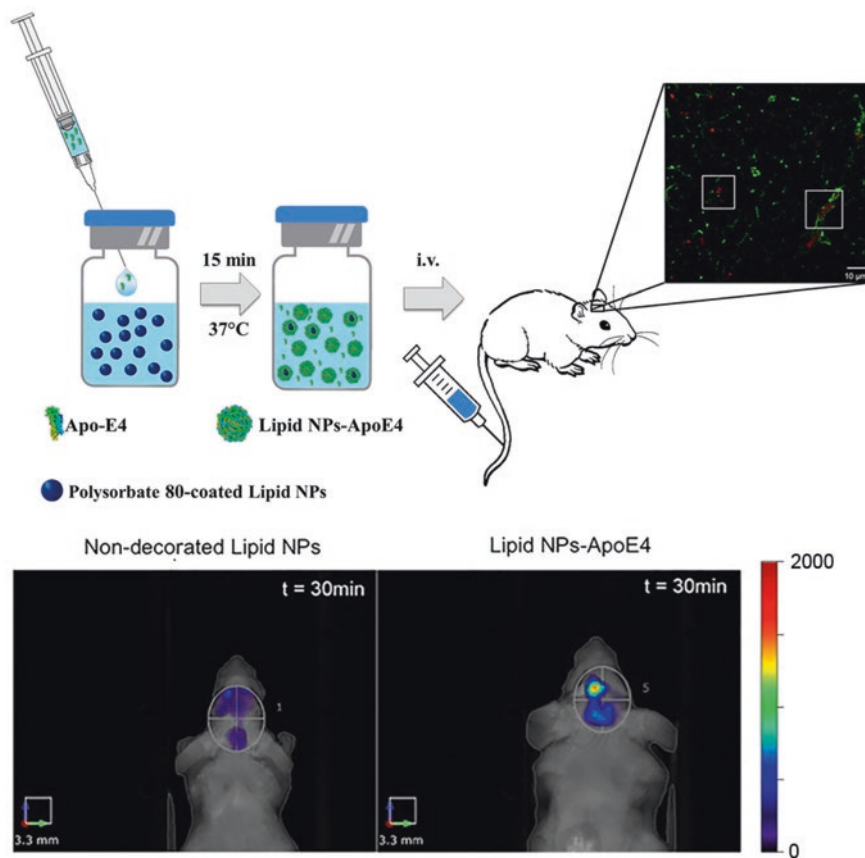 10 µm
15 min
37°C
i.v.
Apo-E4
Lipid NPs-ApoE4
Polysorbate 80-coated Lipid NPs
Non-decorated Lipid NPs
Lipid NPs-ApoE4
t = 30min
t = 30min
2000
1
5
3.3 mm
3.3 mm
0